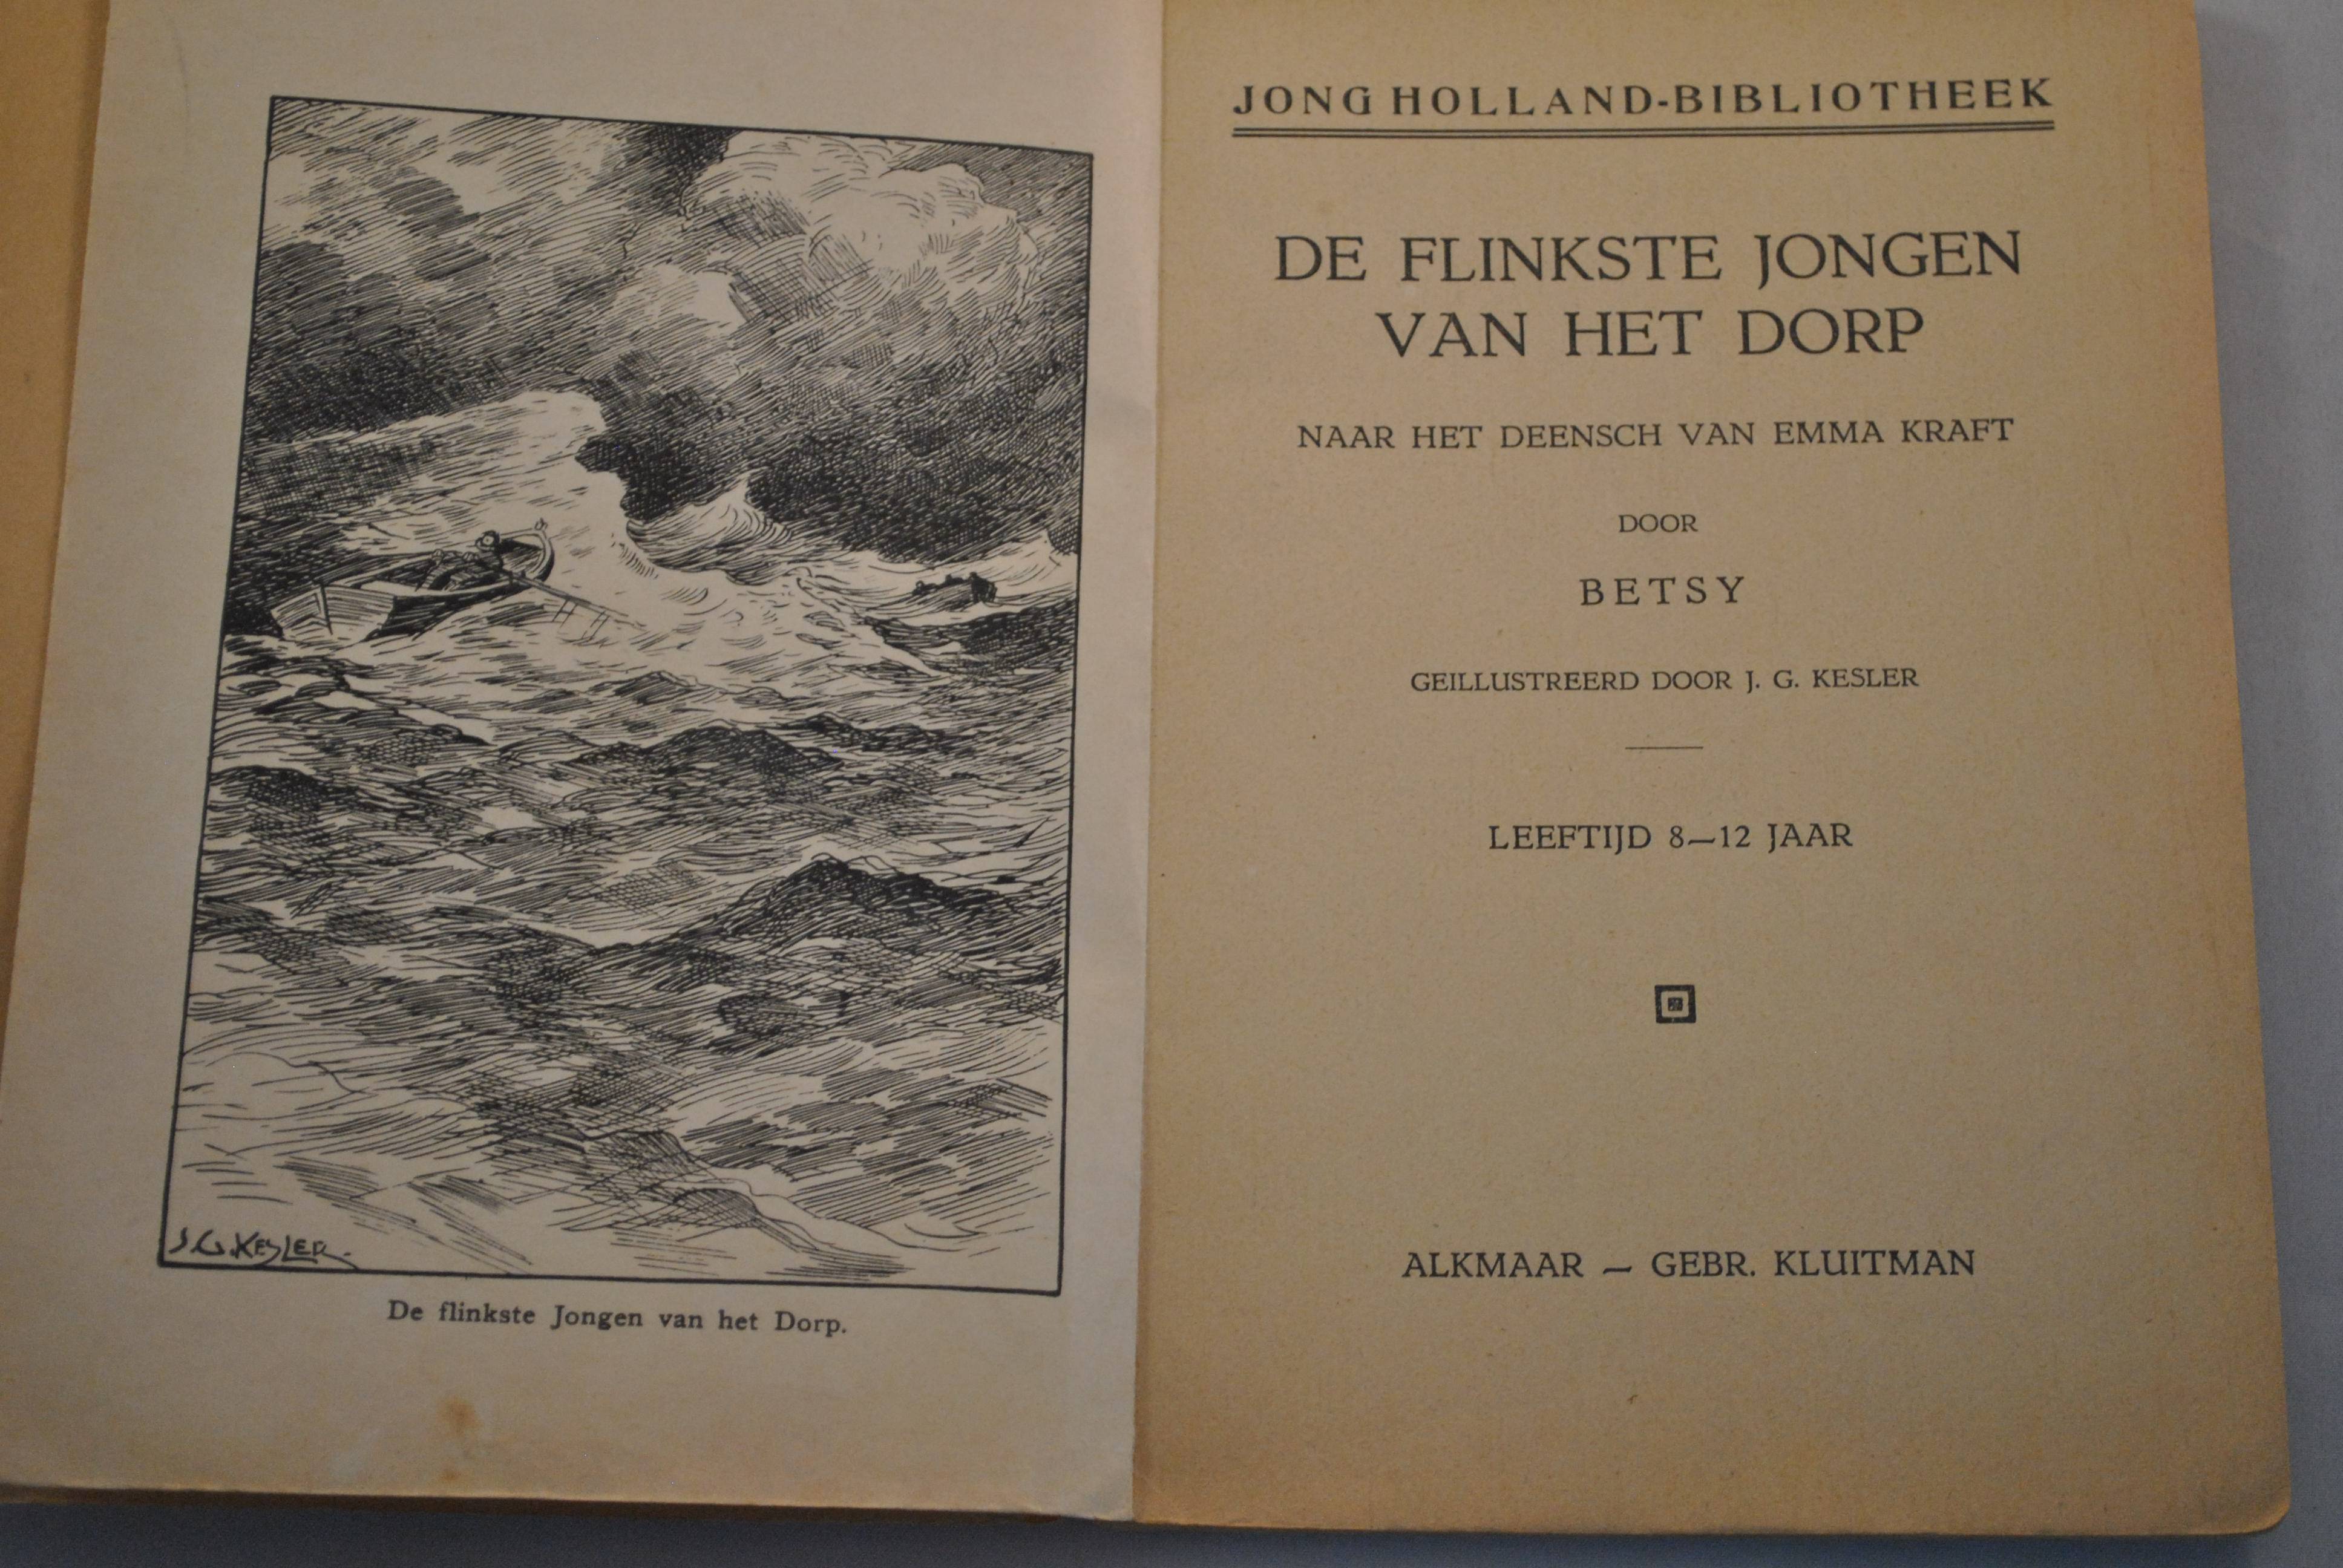 J.G.KESLER.
De flinkste Jongen van het Dorp.
JONG HOLLAND-BIBLIOTHEEK
DE FLINKSTE JONGEN
VAN HET DORP
NAAR HET DEENSCH VAN EMMA KRAFT
DOOR
BETSY
GEILLUSTREERD DOOR J. G. KESLER
LEEFTIJD 8—12 JAAR
ALKMAAR — GEBR. KLUITMAN